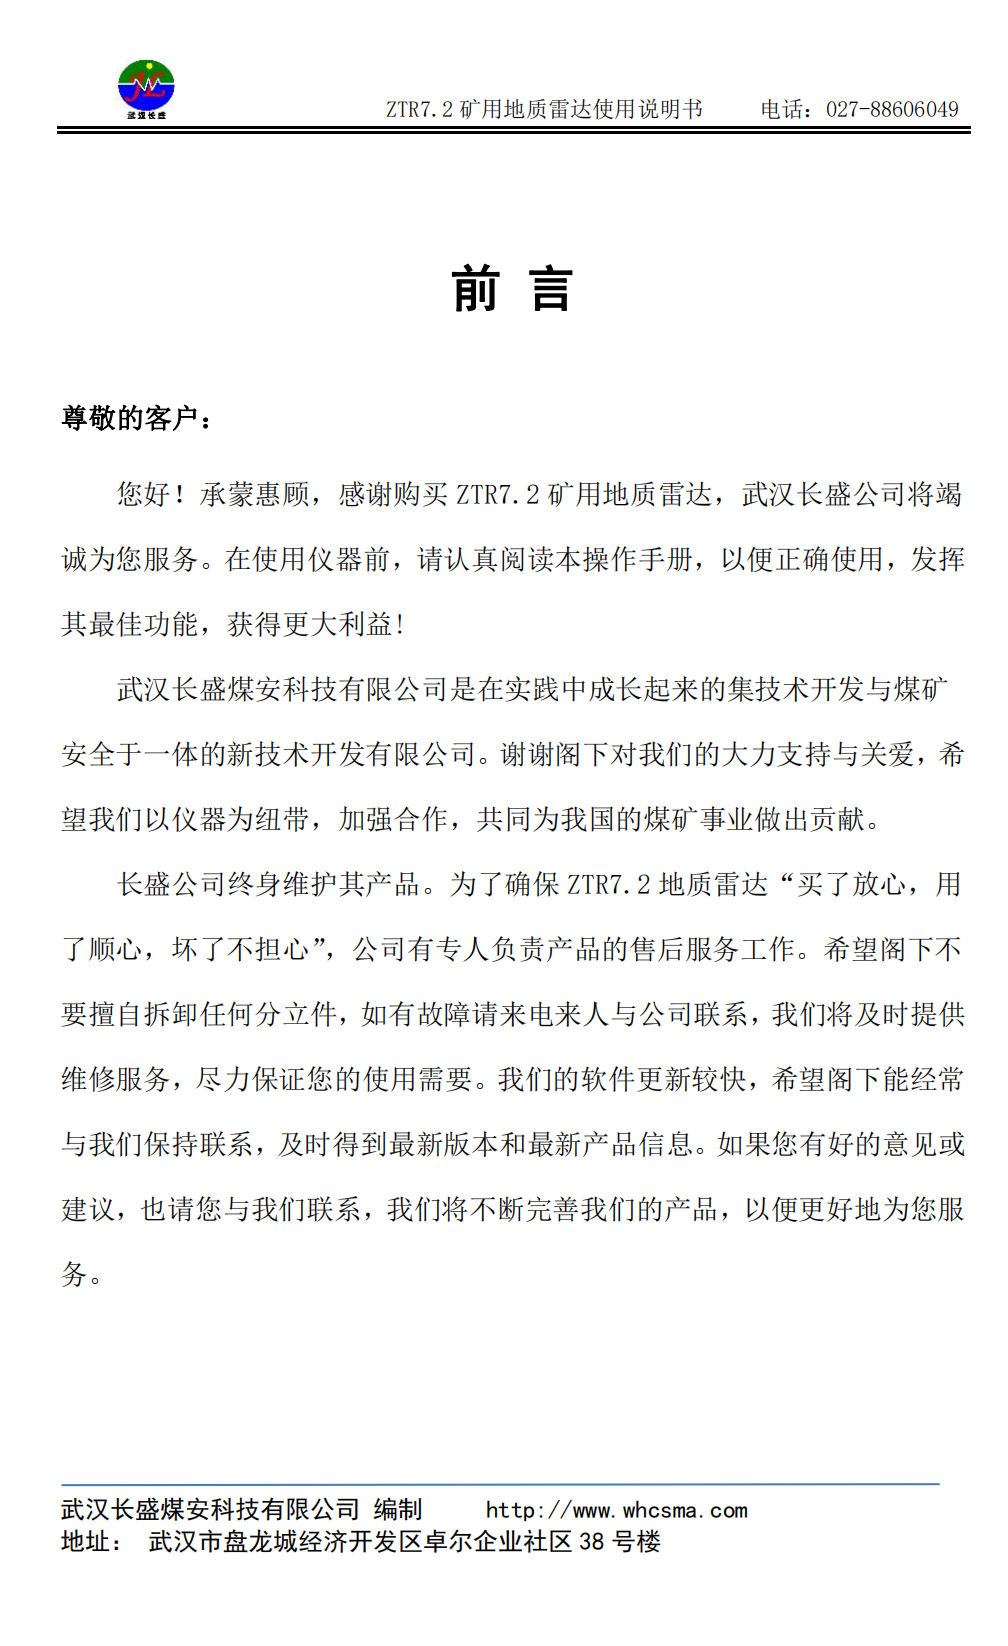 武汉长盛
ZTR7.2 矿用地质雷达使用说明书 电话：027-88606049
前 言
尊敬的客户：
您好！承蒙惠顾，感谢购买 ZTR7.2 矿用地质雷达，武汉长盛公司将竭
诚为您服务。在使用仪器前，请认真阅读本操作手册，以便正确使用，发挥
其最佳功能，获得更大利益!
武汉长盛煤安科技有限公司是在实践中成长起来的集技术开发与煤矿
安全于一体的新技术开发有限公司。谢谢阁下对我们的大力支持与关爱，希
望我们以仪器为纽带，加强合作，共同为我国的煤矿事业做出贡献。
长盛公司终身维护其产品。为了确保 ZTR7.2 地质雷达“买了放心，用
了顺心，坏了不担心”，公司有专人负责产品的售后服务工作。希望阁下不
要擅自拆卸任何分立件，如有故障请来电来人与公司联系，我们将及时提供
维修服务，尽力保证您的使用需要。我们的软件更新较快，希望阁下能经常
与我们保持联系，及时得到最新版本和最新产品信息。如果您有好的意见或
建议，也请您与我们联系，我们将不断完善我们的产品，以便更好地为您服
务。
武汉长盛煤安科技有限公司 编制 http://www.whcsma.com
地址： 武汉市盘龙城经济开发区卓尔企业社区 38 号楼